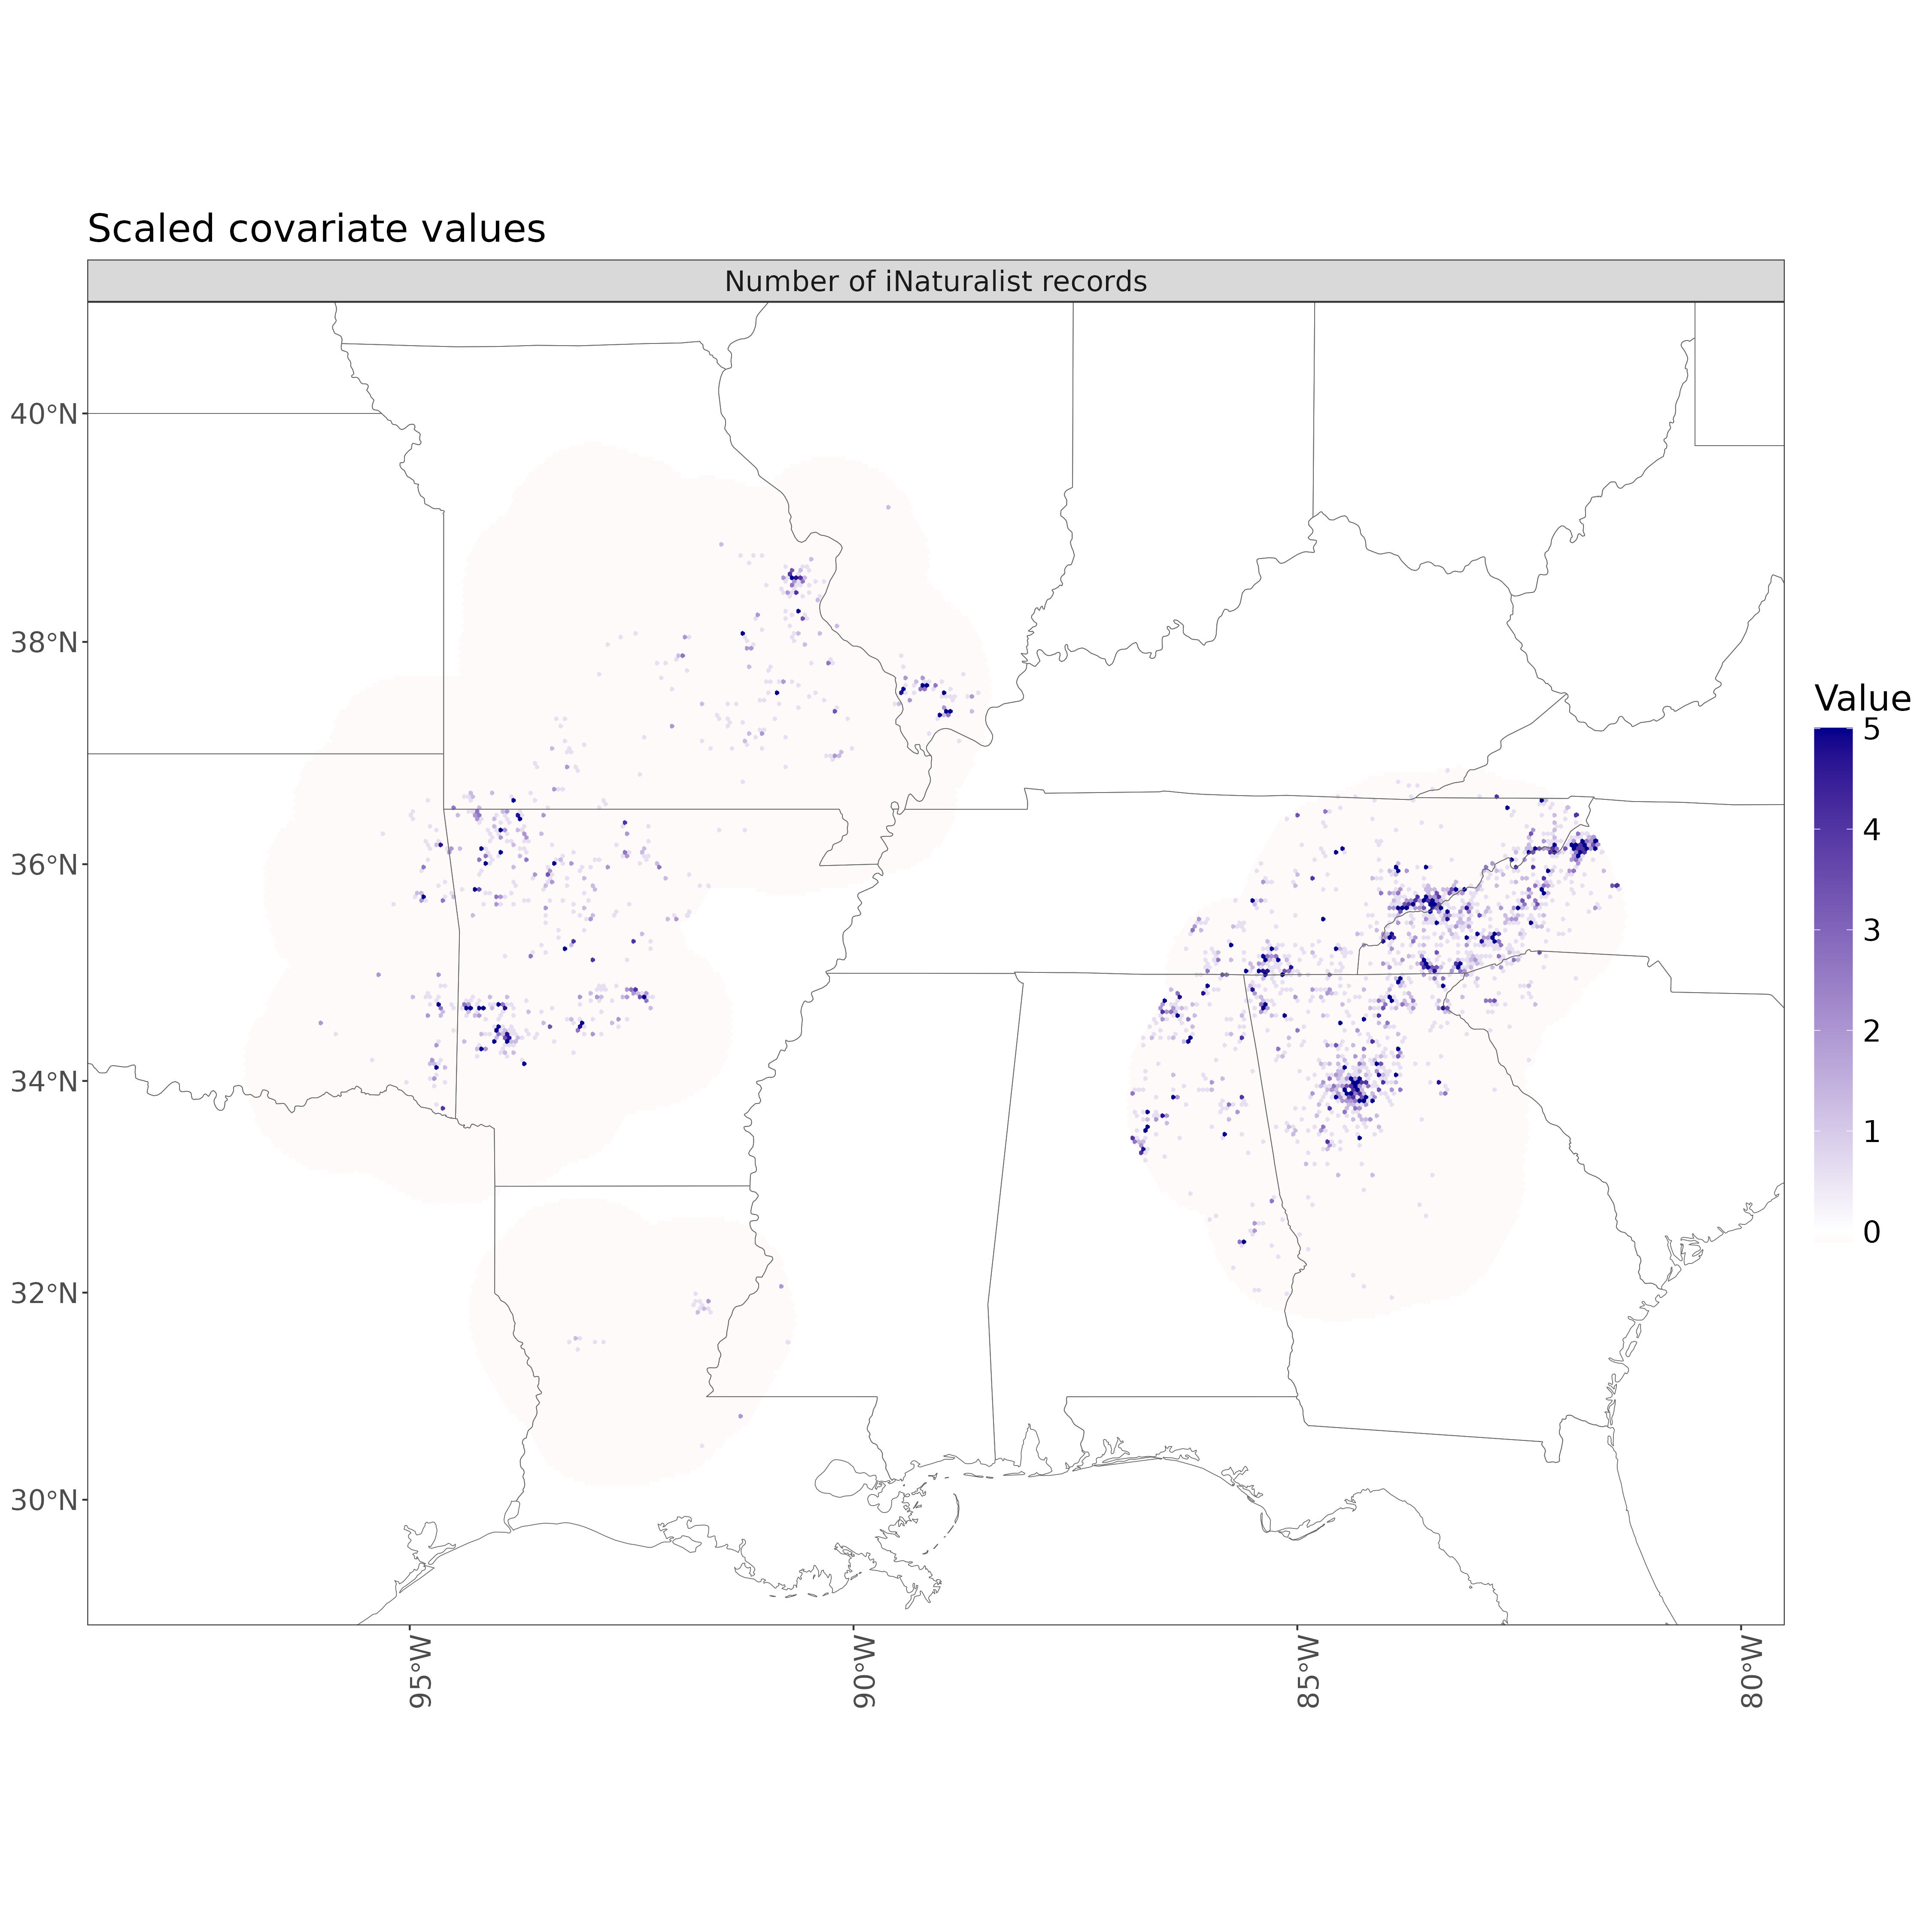 Scaled covariate values
Number of iNaturalist records
40°N
38°N
36°N
34°N
32°N
30°N
95°W
90°W
85°W
80°W
Value
5
4
3
2
1
0